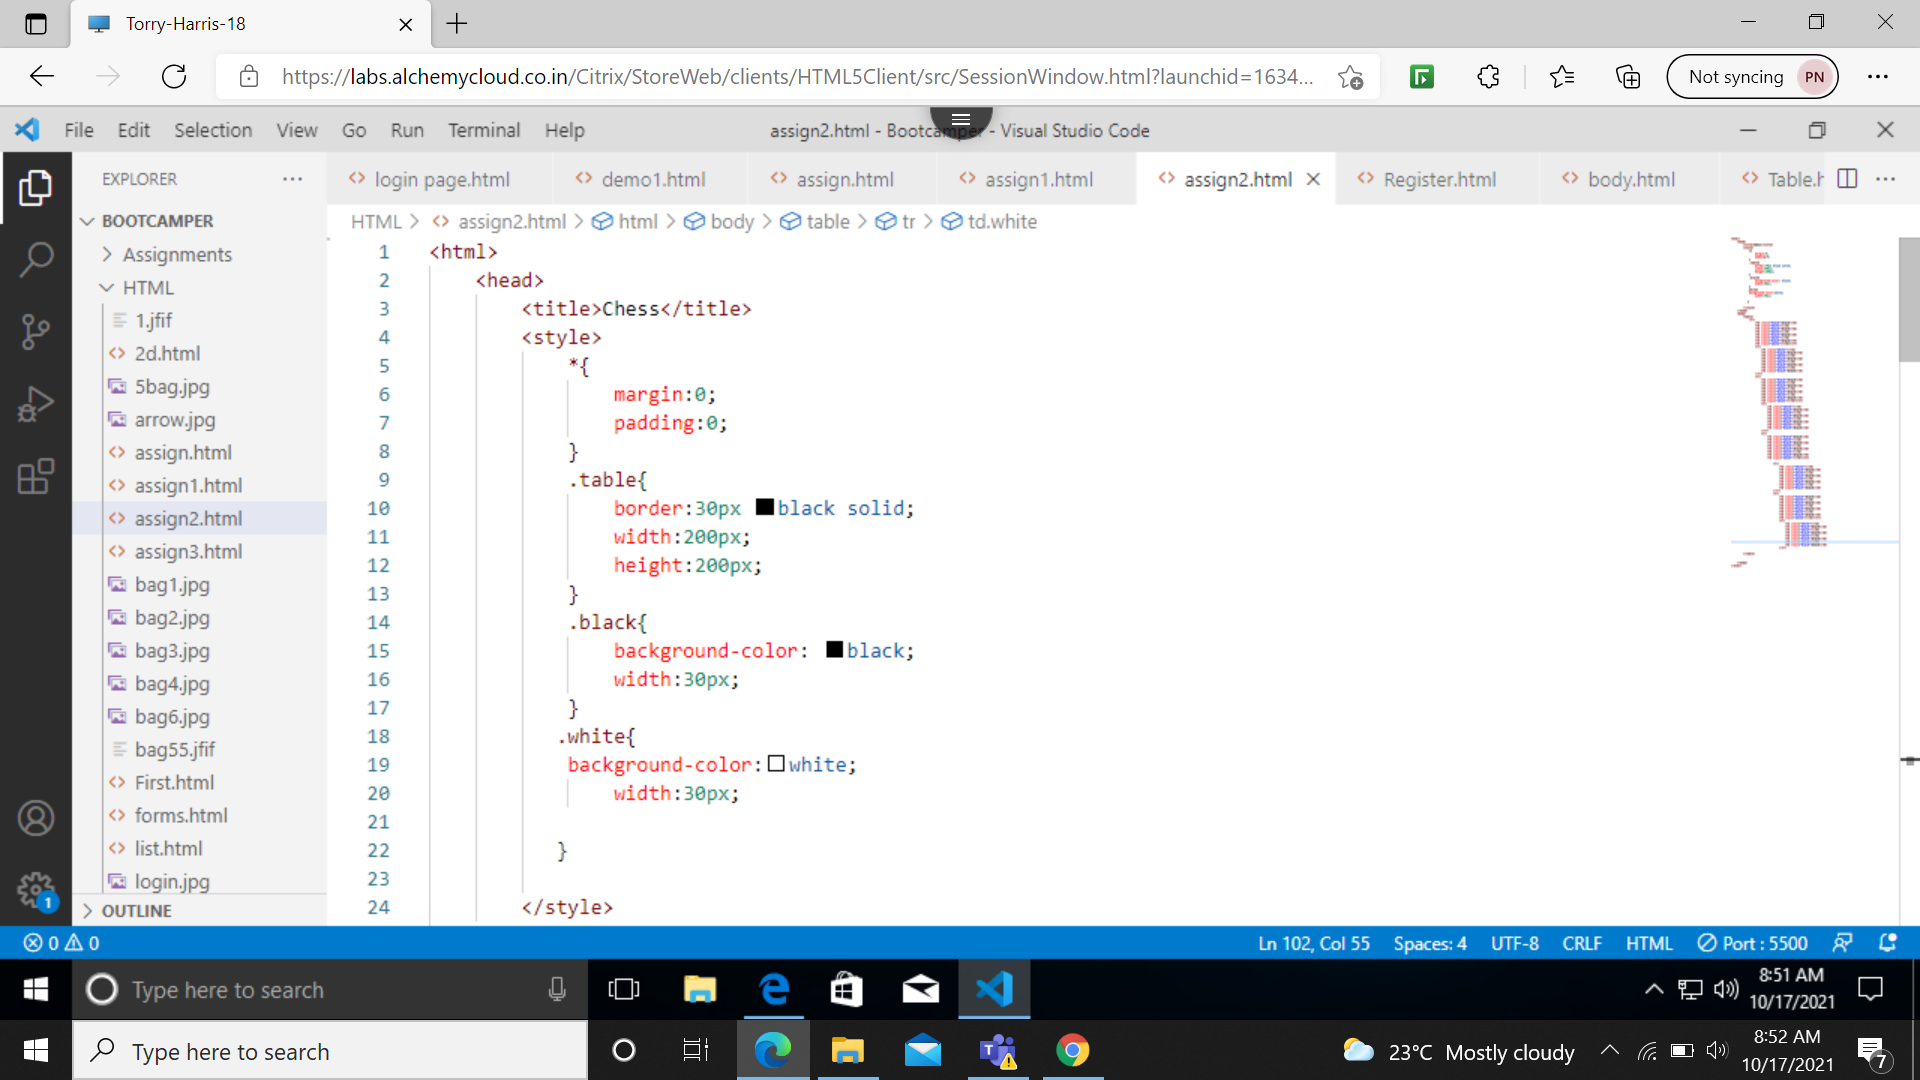 Torry-Harris-18
https://labs.alchemycloud.co.in/Citrix/StoreWeb/clients/HTML5Client/src/SessionWindow.html?launchid=1634...
Not syncing PN
File Edit Selection View Go Run Terminal Help
assign2.html - Bootcamper - Visual Studio Code
EXPLORER
login page.html demo1.html assign.html assign1.html assign2.html Register.html body.html Table.h
BOOTCAMPER
HTML > assign2.html > html > body > table > tr > td.white
Assignments
HTML
1.jfif
2d.html
5bag.jpg
arrow.jpg
assign.html
assign1.html
assign2.html
assign3.html
bag1.jpg
bag2.jpg
bag3.jpg
bag4.jpg
bag6.jpg
bag55.jfif
First.html
forms.html
list.html
login.jpg
OUTLINE
1 <html>
2 <head>
3 <title>Chess</title>
4 <style>
5 *{
6 margin:0;
7 padding:0;
8 }
9 .table{
10 border:30px black solid;
11 width:200px;
12 height:200px;
13 }
14 .black{
15 background-color: black;
16 width:30px;
17 }
18 .white{
19 background-color:white;
20 width:30px;
21
22 }
23
24 </style>
1
0 0
Ln 102, Col 55 Spaces: 4 UTF-8 CRLF HTML Port : 5500
Type here to search
8:51 AM
10/17/2021
Type here to search
23°C Mostly cloudy
8:52 AM
10/17/2021
7